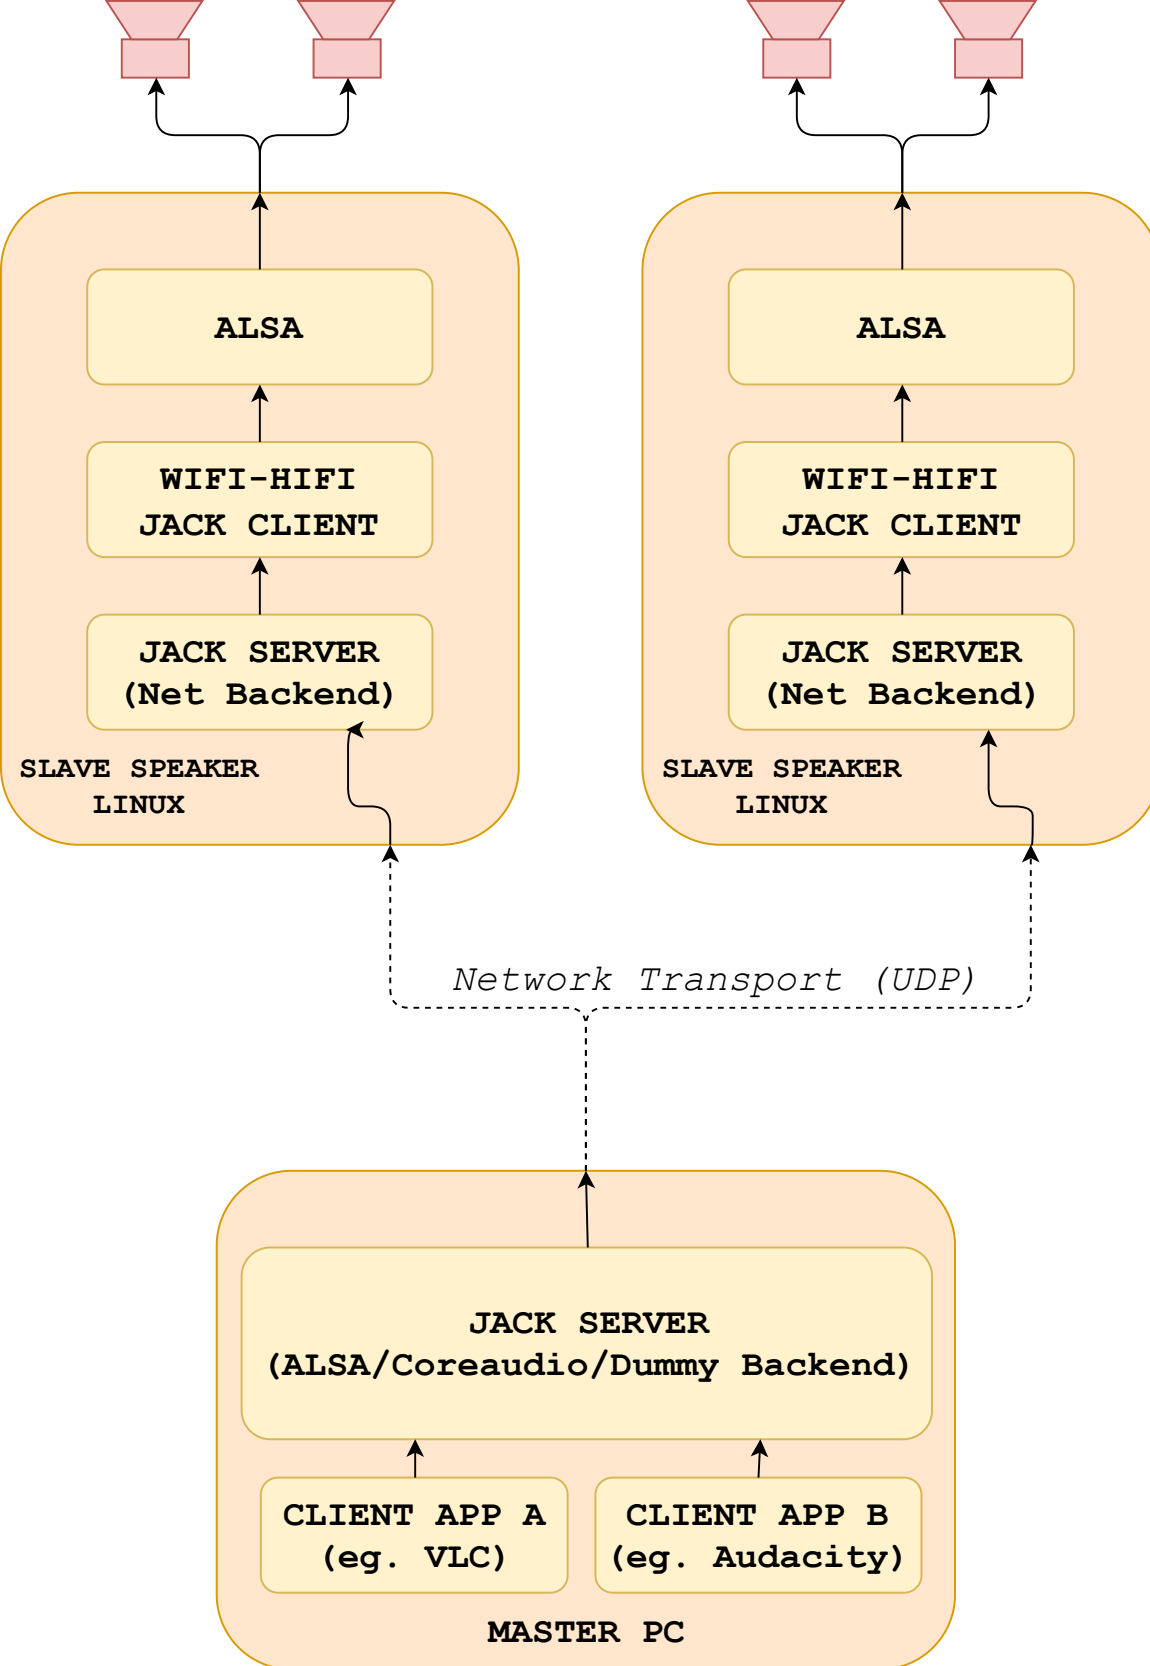 ALSA
WIFI-HIFI
JACK CLIENT
JACK SERVER
(Net Backend)
SLAVE SPEAKER
LINUX
ALSA
WIFI-HIFI
JACK CLIENT
JACK SERVER
(Net Backend)
SLAVE SPEAKER
LINUX
Network Transport (UDP)
JACK SERVER
(ALSA/Coreaudio/Dummy Backend)
CLIENT APP A
(eg. VLC)
CLIENT APP B
(eg. Audacity)
MASTER PC